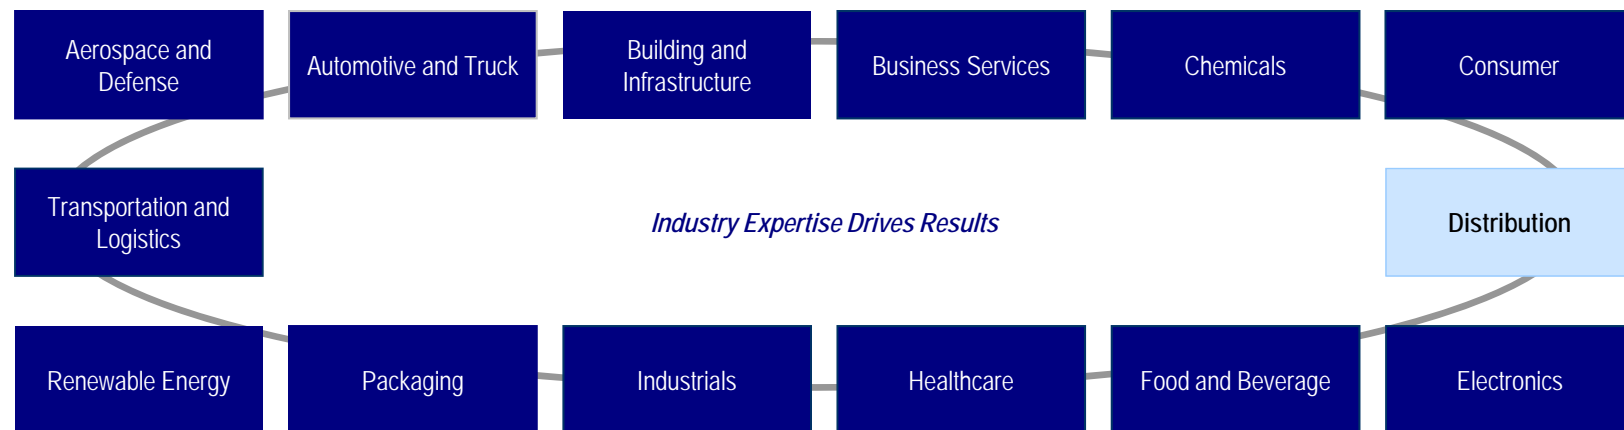 Aerospace and
Defense
Automotive and Truck
Building and
Infrastructure
Business Services
Chemicals
Consumer
Transportation and
Logistics
Industry Expertise Drives Results
Distribution
Renewable Energy
Packaging
Industrials
Healthcare
Food and Beverage
Electronics